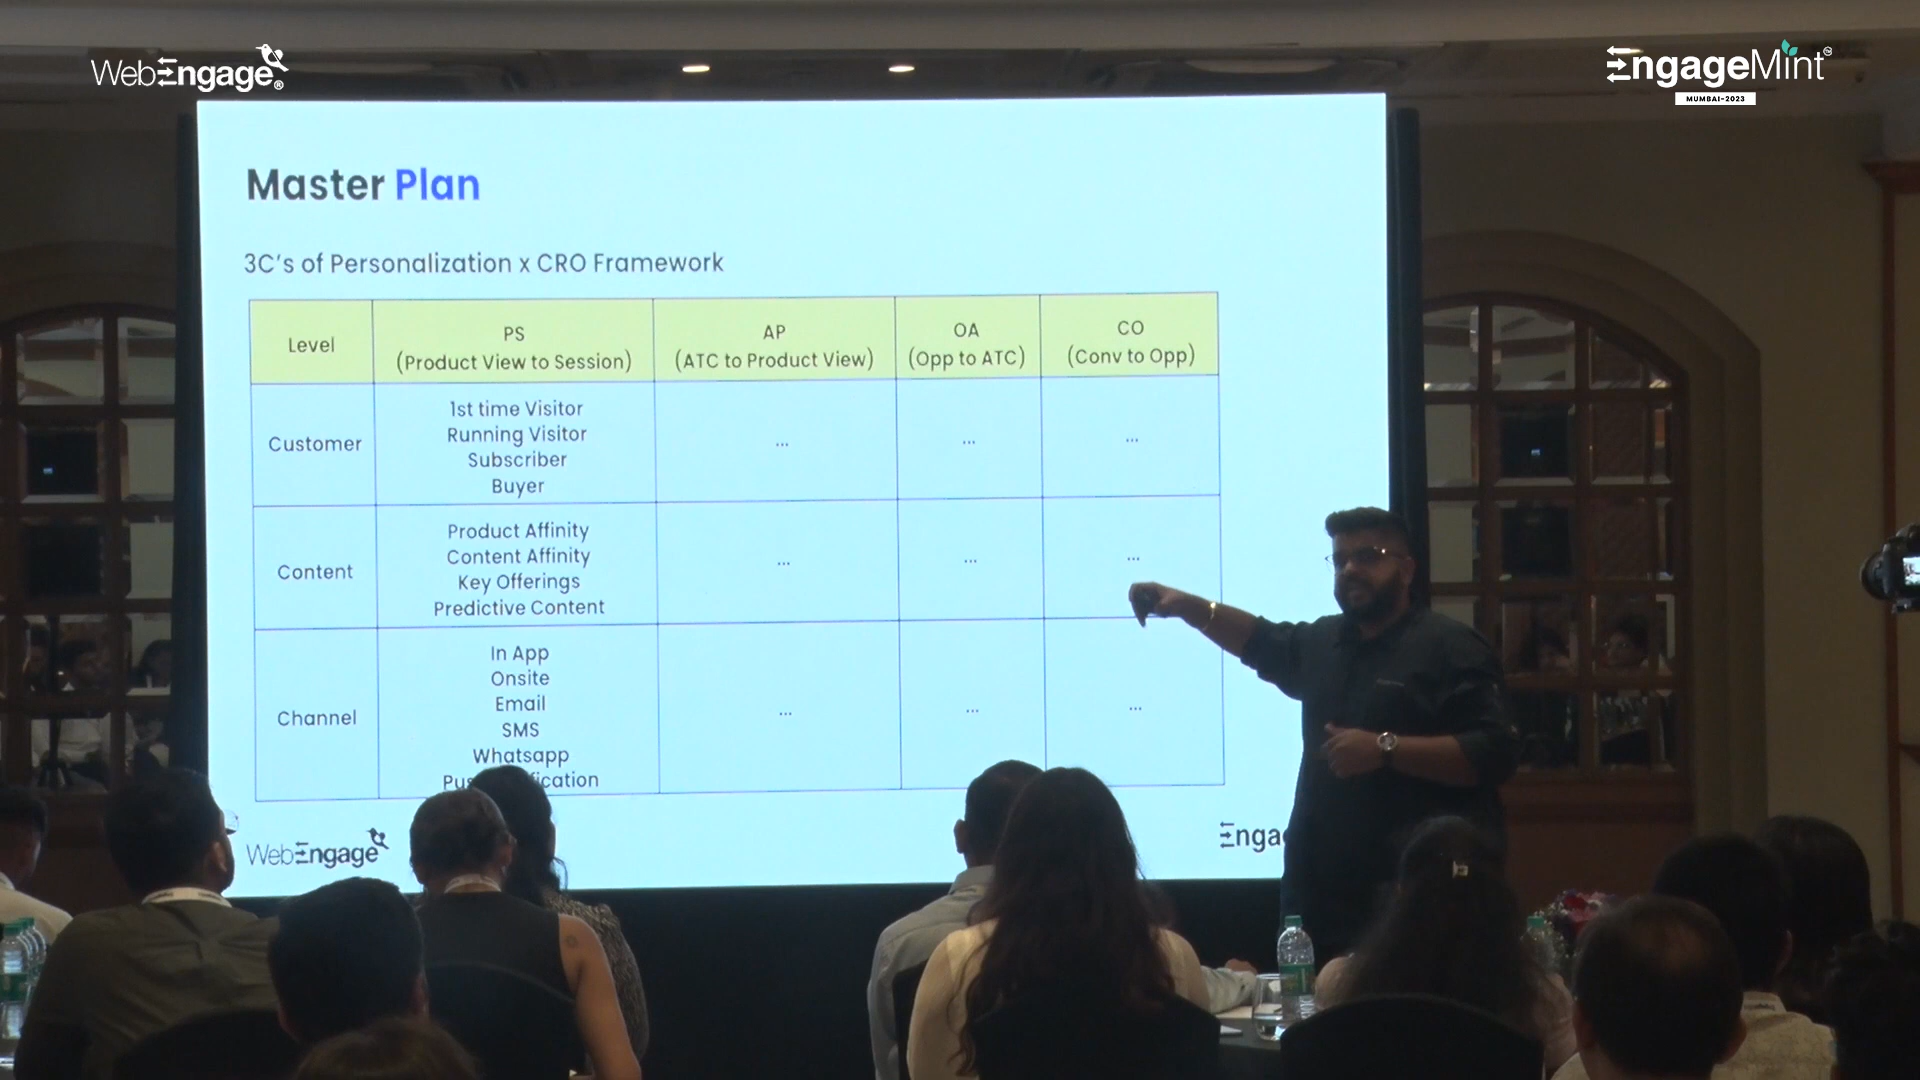 WebEngage®
EngageMint
MUMBAI-2023
Master Plan
3C's of Personalization x CRO Framework
Level
PS
(Product View to Session)
AP
(ATC to Product View)
OA
(Opp to ATC)
CO
(Conv to Opp)
Customer
1st time Visitor
Running Visitor
Subscriber
Buyer
...
...
...
Content
Product Affinity
Content Affinity
Key Offerings
Predictive Content
...
...
...
Channel
In App
Onsite
Email
SMS
Whatsapp
...
...
...
WebEngage